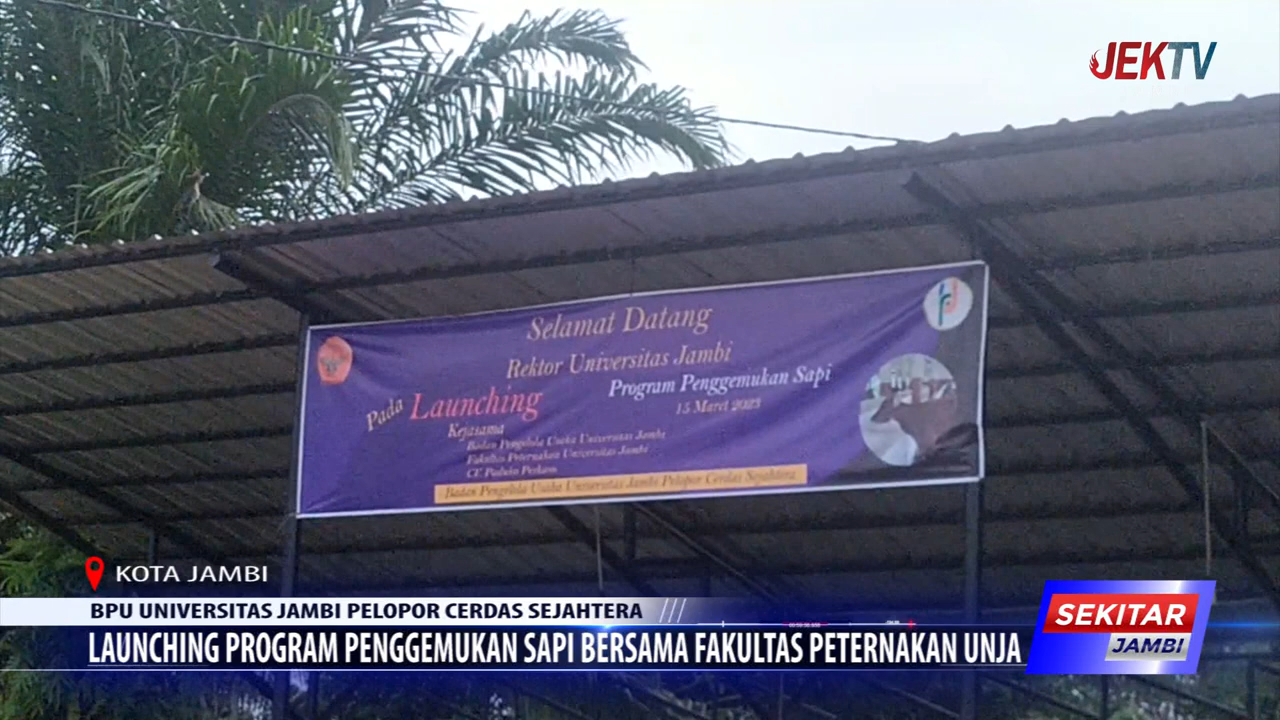 JEKTV
Selamat Datang
Rektor Universitas Jambi
Pada Launching
Program Penggemukan Sapi
15 Maret 2023
Kejasama
Badan Pengelola Usaha Universitas Jambi
Fakultas Peternakan Universitas Jambi
CV
Badan Pengelola Usaha Universitas Jambi Pelopor Cerdas Sejahtera
KOTA JAMBI
BPU UNIVERSITAS JAMBI PELOPOR CERDAS SEJAHTERA
LAUNCHING PROGRAM PENGGEMUKAN SAPI BERSAMA FAKULTAS PETERNAKAN UNJA
SEKITAR
JAMBI